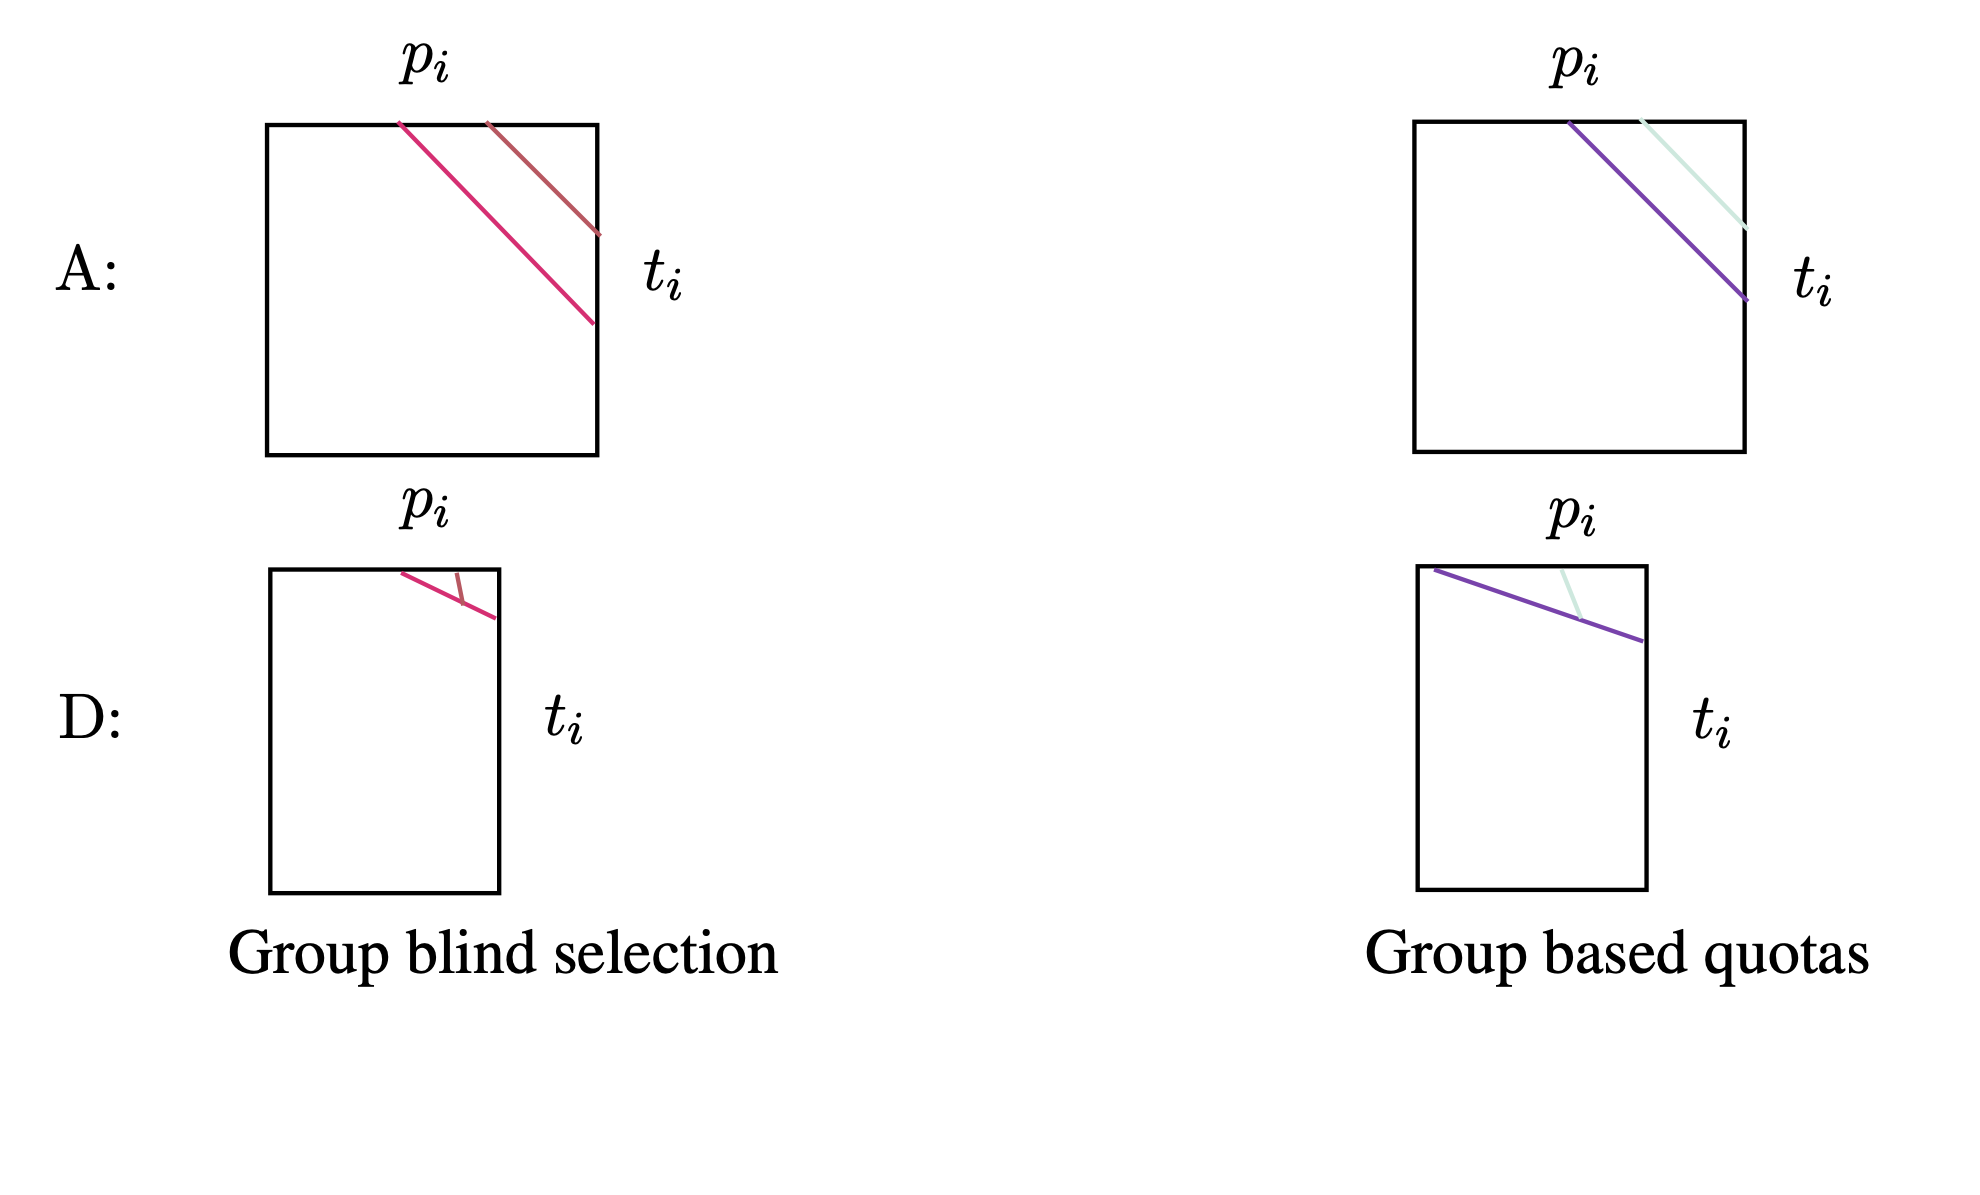 p_i p_i
A: t_i t_i
p_i p_i
D: t_i t_i
Group blind selection Group based quotas